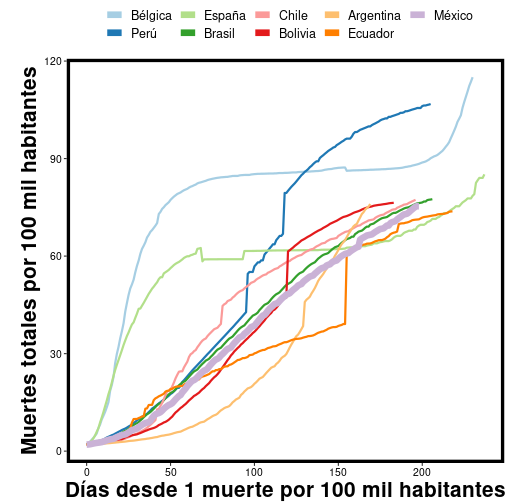 Bélgica España Chile Argentina México
Perú Brasil Bolivia Ecuador
Muertes totales por 100 mil habitantes
120
90
60
30
0
0 50 100 150 200
Días desde 1 muerte por 100 mil habitantes